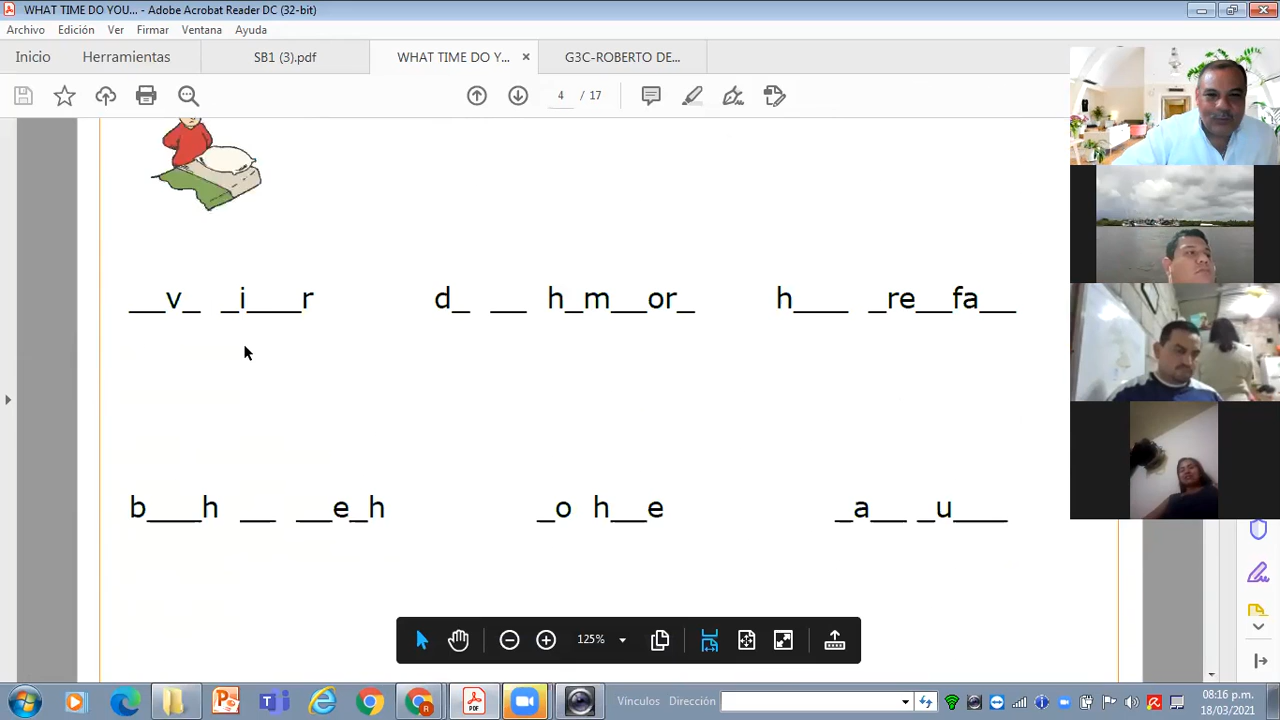 WHAT TIME DO YOU... - Adobe Acrobat Reader DC (32-bit)
Archivo Edición Ver Firmar Ventana Ayuda
Inicio Herramientas SB1 (3).pdf WHAT TIME DO Y... × G3C-ROBERTO DE...
4 / 17
__v_ _i___r d_ __ h_m__or_ h___ _re__fa__
b___h __ __e_h _o h__e _a__ _u___
125%
Vínculos Dirección 08:16 p.m.
18/03/2021